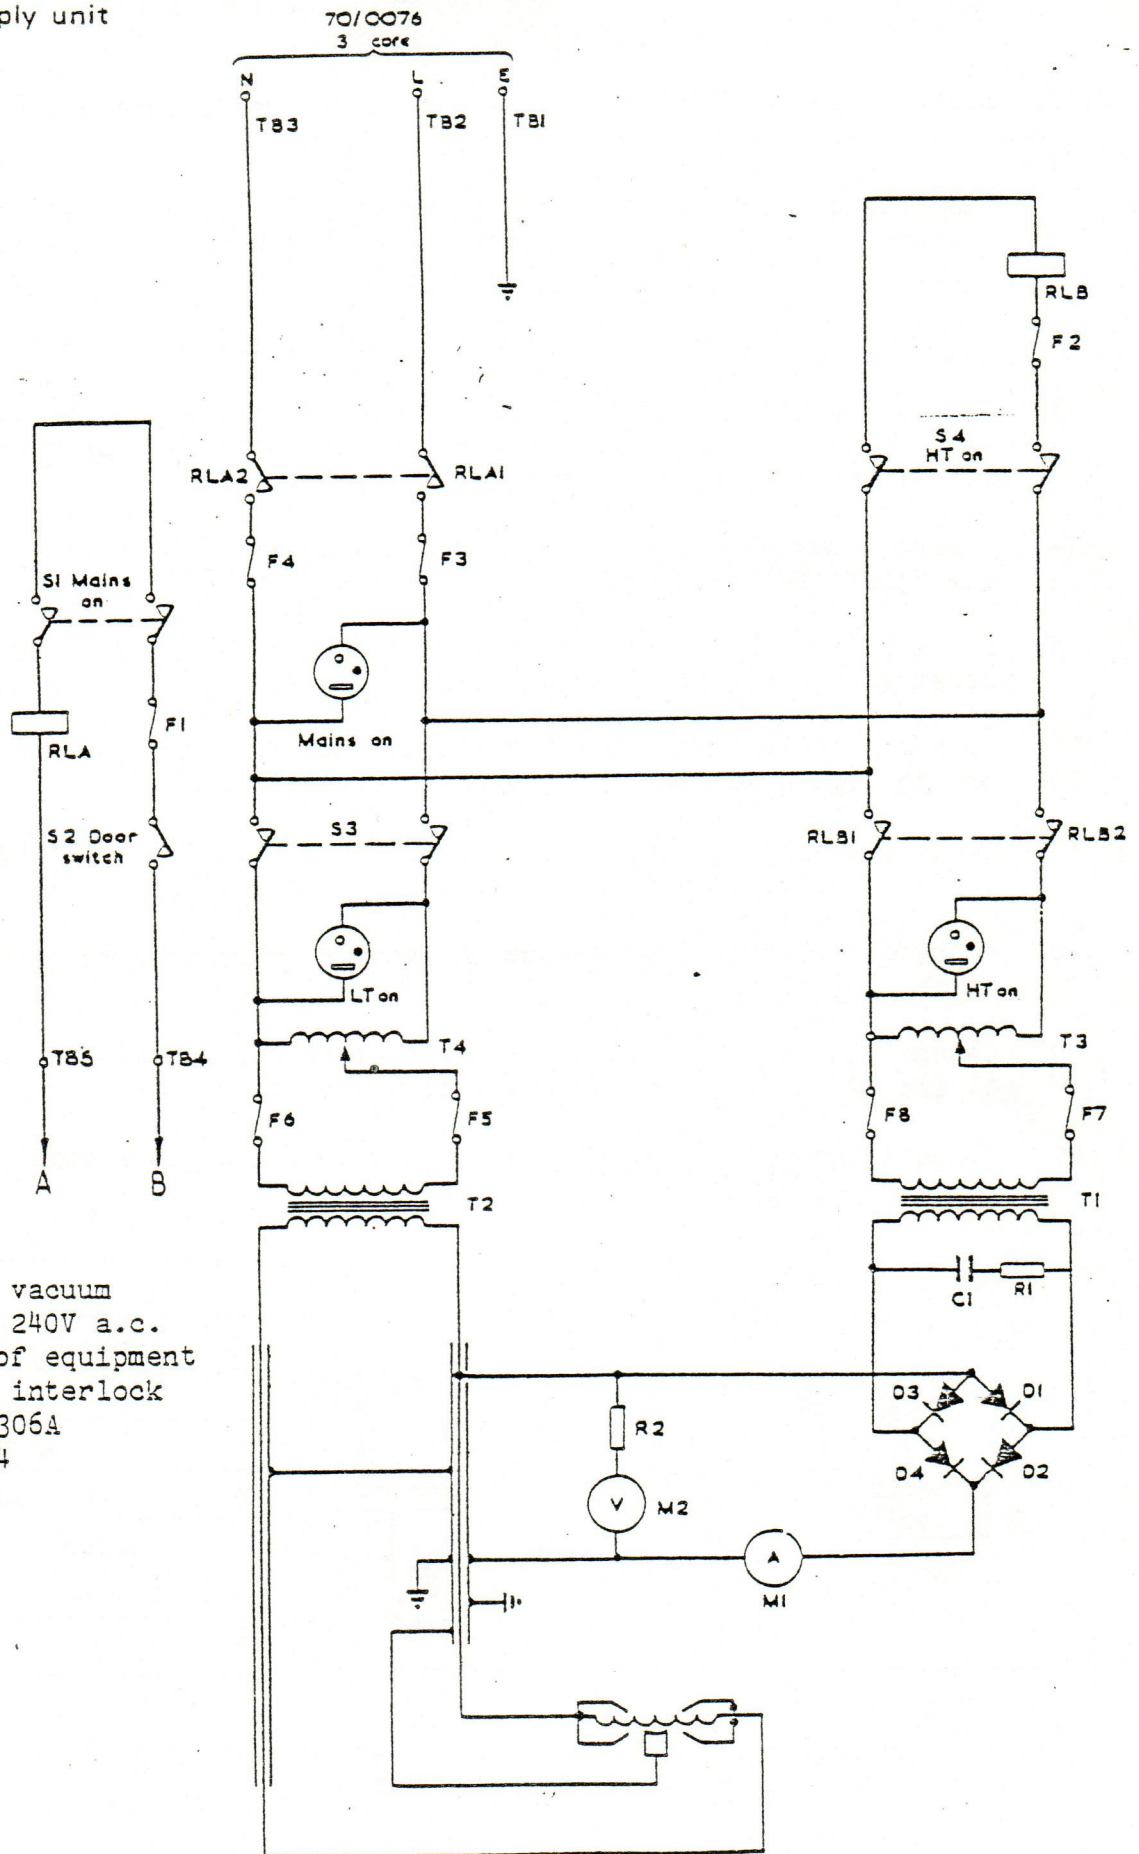 ply unit
70/0076
3 core
N
L
E
TB3
TB2
TB1
RLB
F2
S4
HT on
RLA2
RLA1
F4
F3
S1 Mains
on
F1
RLA
Mains on
S2 Door
switch
S3
RLB1
RLB2
LT on
HT on
TB5
TB4
T4
T3
F6
F5
F8
F7
A
B
T2
T1
C1
R1
vacuum
240V a.c.
of equipment
interlock
306A
4
D3
D1
R2
D4
D2
V
M2
A
M1